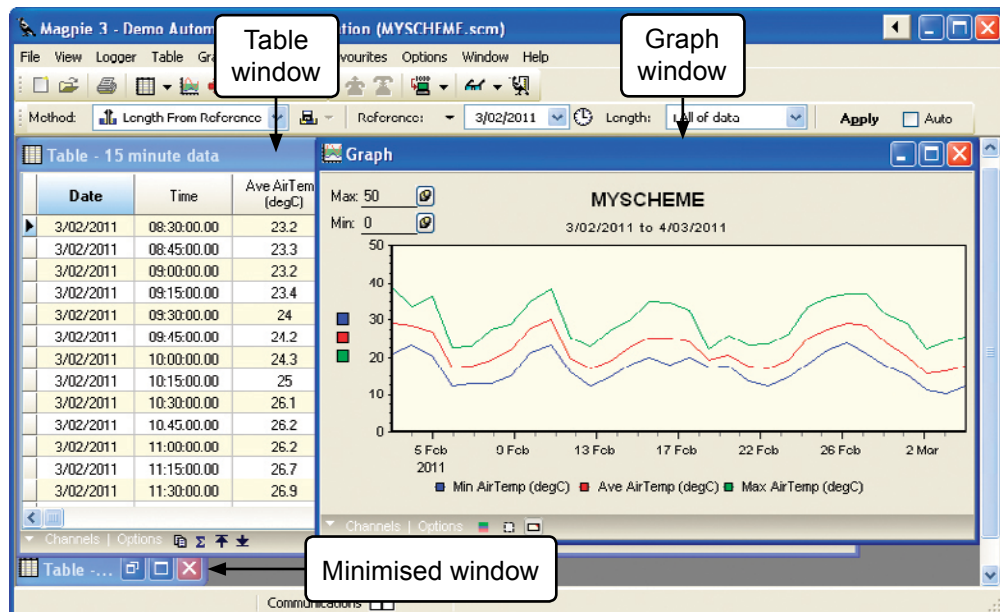 Magpie 3 - Demo Autom tion (MYSCHEME.scm)
Table window
Graph window
File View Logger Table Gra vourites Options Window Help
Method: Length From Reference Reference: 3/02/2011 Length: All of data Apply Auto
Table - 15 minute data
Graph
Date Time Ave AirTem (degC)
3/02/2011 08:30:00.00 23.2
3/02/2011 08:45:00.00 23.3
3/02/2011 09:00:00.00 23.2
3/02/2011 09:15:00.00 23.4
3/02/2011 09:30:00.00 24
3/02/2011 09:45:00.00 24.2
3/02/2011 10:00:00.00 24.3
3/02/2011 10:15:00.00 25
3/02/2011 10:30:00.00 26.1
3/02/2011 10.45.00.00 26.2
3/02/2011 11:00:00.00 26.2
3/02/2011 11:15:00.00 26.7
3/02/2011 11:30:00.00 26.9
Channels | Options
Max: 50
Min: 0
MYSCHEME
3/02/2011 to 4/03/2011
50
40
30
20
10
0
5 Feb 9 Feb 13 Feb 17 Feb 22 Feb 26 Feb 2 Mar
2011
Min AirTemp (degC) Ave AirTemp (degC) Max AirTemp (degC)
Channels | Options
Table -...
Minimised window
Communications